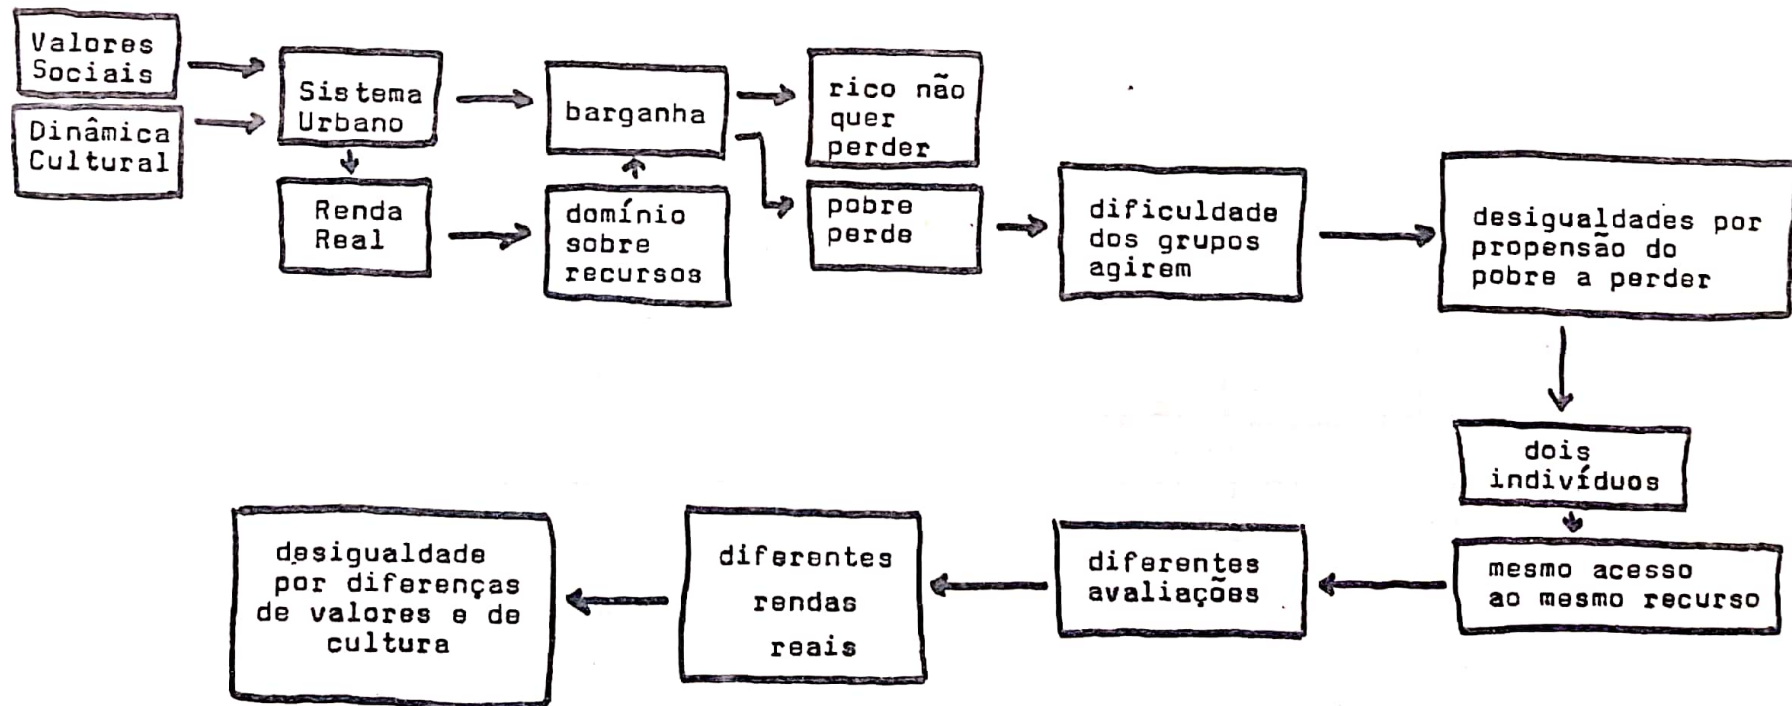 Valores
Sociais
Dinâmica
Cultural
Sistema
Urbano
Renda
Real
barganha
domínio
sobre
recursos
rico não
quer
perder
pobre
perde
dificuldade
dos grupos
agirem
desigualdades por
propensão do
pobre a perder
dois
indivíduos
mesmo acesso
ao mesmo recurso
diferentes
avaliações
diferentes
rendas
reais
desigualdade
por diferenças
de valores e de
cultura